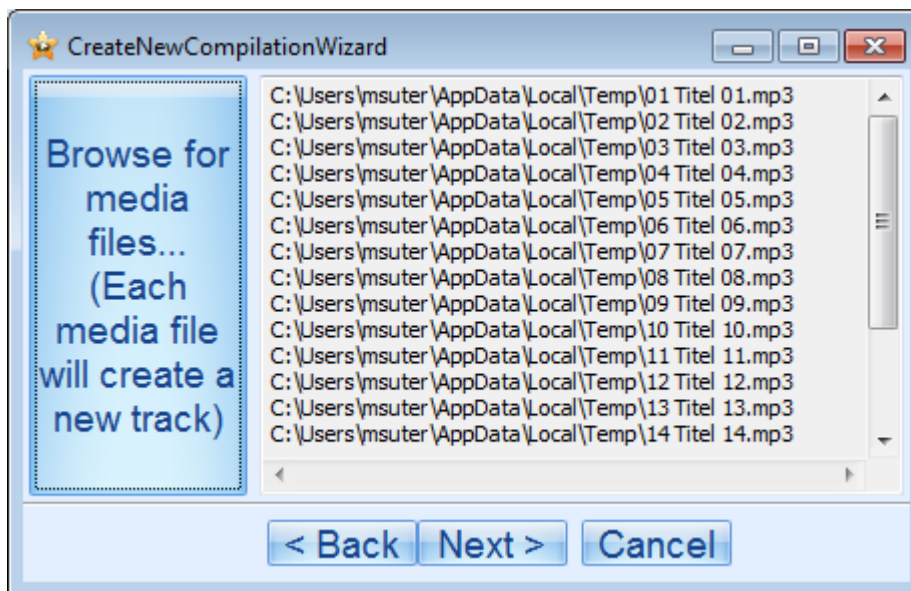 CreateNewCompilationWizard
Browse for
media
files...
(Each
media file
will create a
new track)
C:\Users\msuter\AppData\Local\Temp\01 Titel 01.mp3
C:\Users\msuter\AppData\Local\Temp\02 Titel 02.mp3
C:\Users\msuter\AppData\Local\Temp\03 Titel 03.mp3
C:\Users\msuter\AppData\Local\Temp\04 Titel 04.mp3
C:\Users\msuter\AppData\Local\Temp\05 Titel 05.mp3
C:\Users\msuter\AppData\Local\Temp\06 Titel 06.mp3
C:\Users\msuter\AppData\Local\Temp\07 Titel 07.mp3
C:\Users\msuter\AppData\Local\Temp\08 Titel 08.mp3
C:\Users\msuter\AppData\Local\Temp\09 Titel 09.mp3
C:\Users\msuter\AppData\Local\Temp\10 Titel 10.mp3
C:\Users\msuter\AppData\Local\Temp\11 Titel 11.mp3
C:\Users\msuter\AppData\Local\Temp\12 Titel 12.mp3
C:\Users\msuter\AppData\Local\Temp\13 Titel 13.mp3
C:\Users\msuter\AppData\Local\Temp\14 Titel 14.mp3
< Back Next > Cancel